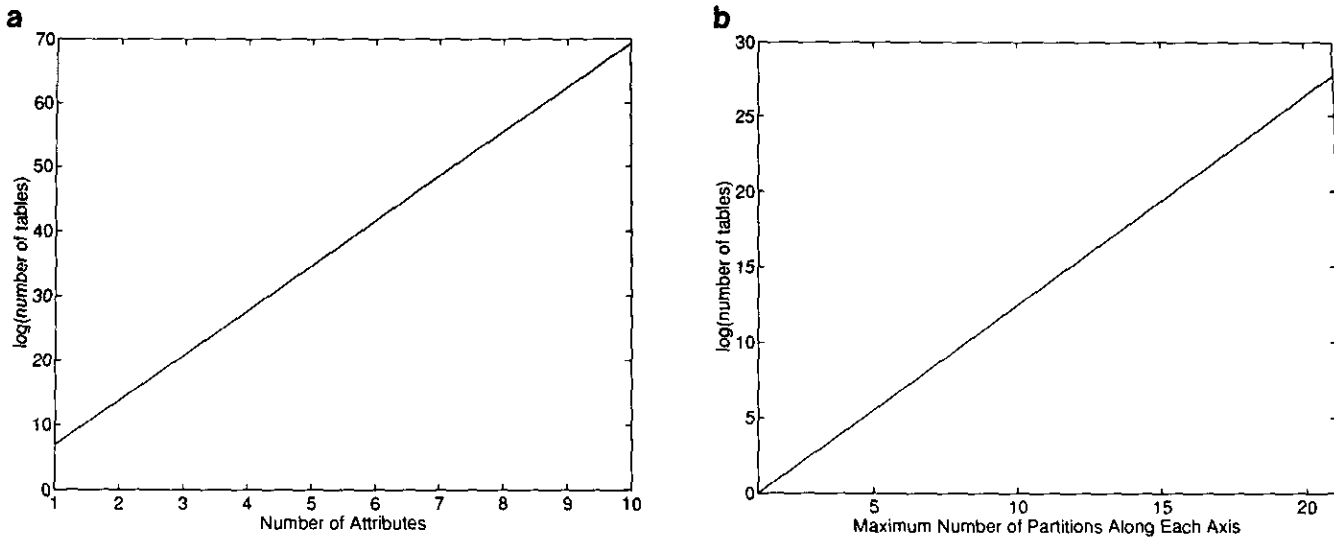 a
70
60
50
40
30
20
10
0
log(number of tables)
1 2 3 4 5 6 7 8 9 10
Number of Attributes
b
30
25
20
15
10
5
0
log(number of tables)
5 10 15 20
Maximum Number of Partitions Along Each Axis